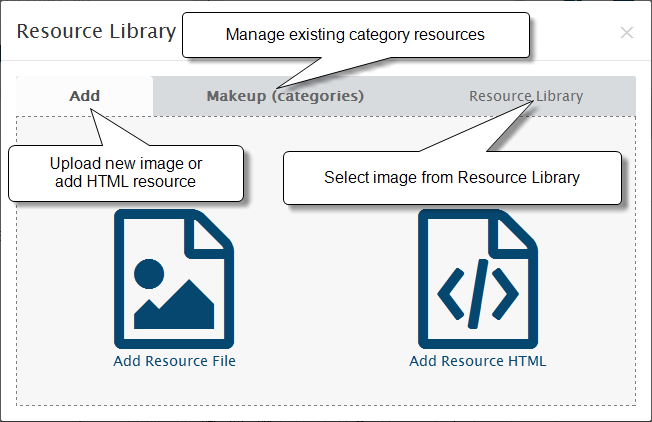 Resource Library
Manage existing category resources
Add
Makeup (categories)
Resource Library
Upload new image or
add HTML resource
Select image from Resource Library
Add Resource File
Add Resource HTML